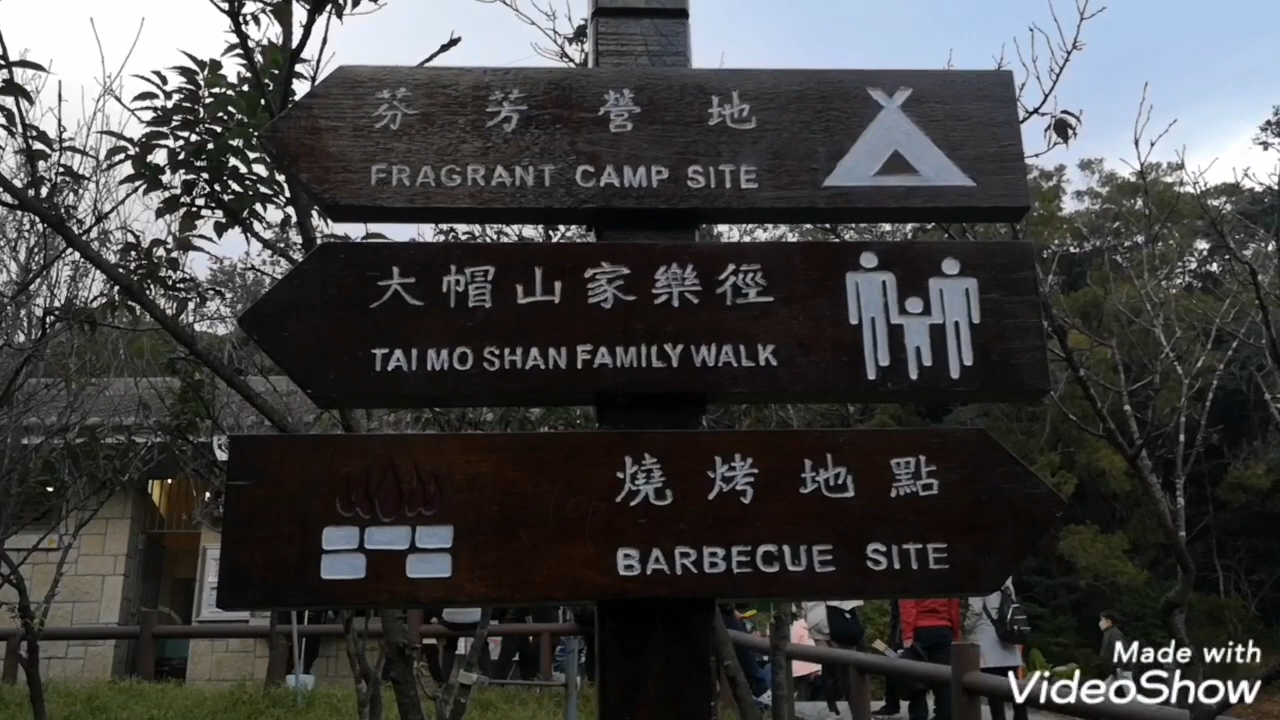 芬芳營地
FRAGRANT CAMP SITE
大帽山家樂徑
TAI MO SHAN FAMILY WALK
燒烤地點
BARBECUE SITE
Made with
VideoShow